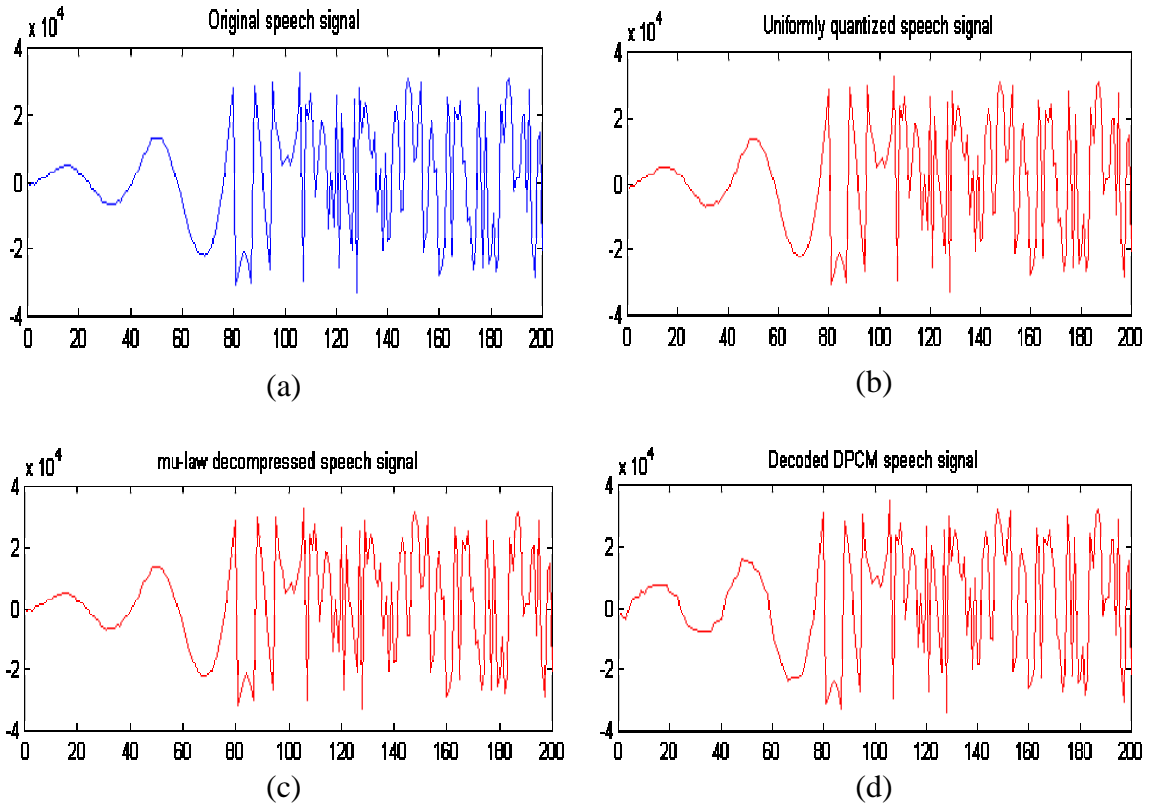 Original speech signal
x 10^4
4
2
0
-2
-4
0 20 40 60 80 100 120 140 160 180 200
(a)
Uniformly quantized speech signal
x 10^4
4
2
0
-2
-4
0 20 40 60 80 100 120 140 160 180 200
(b)
mu-law decompressed speech signal
x 10^4
4
2
0
-2
-4
0 20 40 60 80 100 120 140 160 180 200
(c)
Decoded DPCM speech signal
x 10^4
4
2
0
-2
-4
0 20 40 60 80 100 120 140 160 180 200
(d)